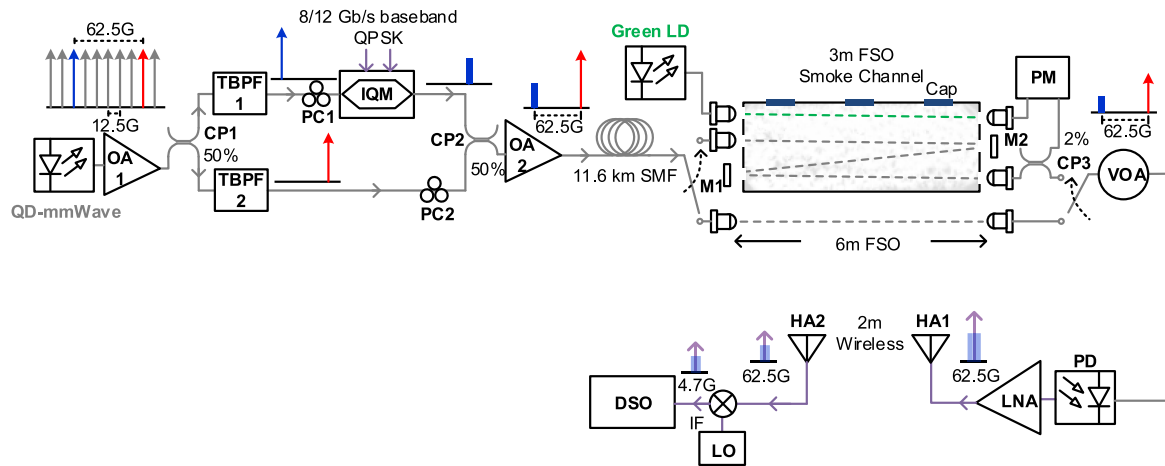 62.5G
12.5G
QD-mmWave
OA
1
CP1
50%
TBPF
1
TBPF
2
8/12 Gb/s baseband
QPSK
PC1
IQM
PC2
CP2
50%
OA
2
62.5G
11.6 km SMF
Green LD
3m FSO
Smoke Channel
Cap
M1
M2
6m FSO
PM
2%
CP3
62.5G
VOA
HA2
2m
Wireless
HA1
62.5G
4.7G
62.5G
PD
LNA
DSO
IF
LO